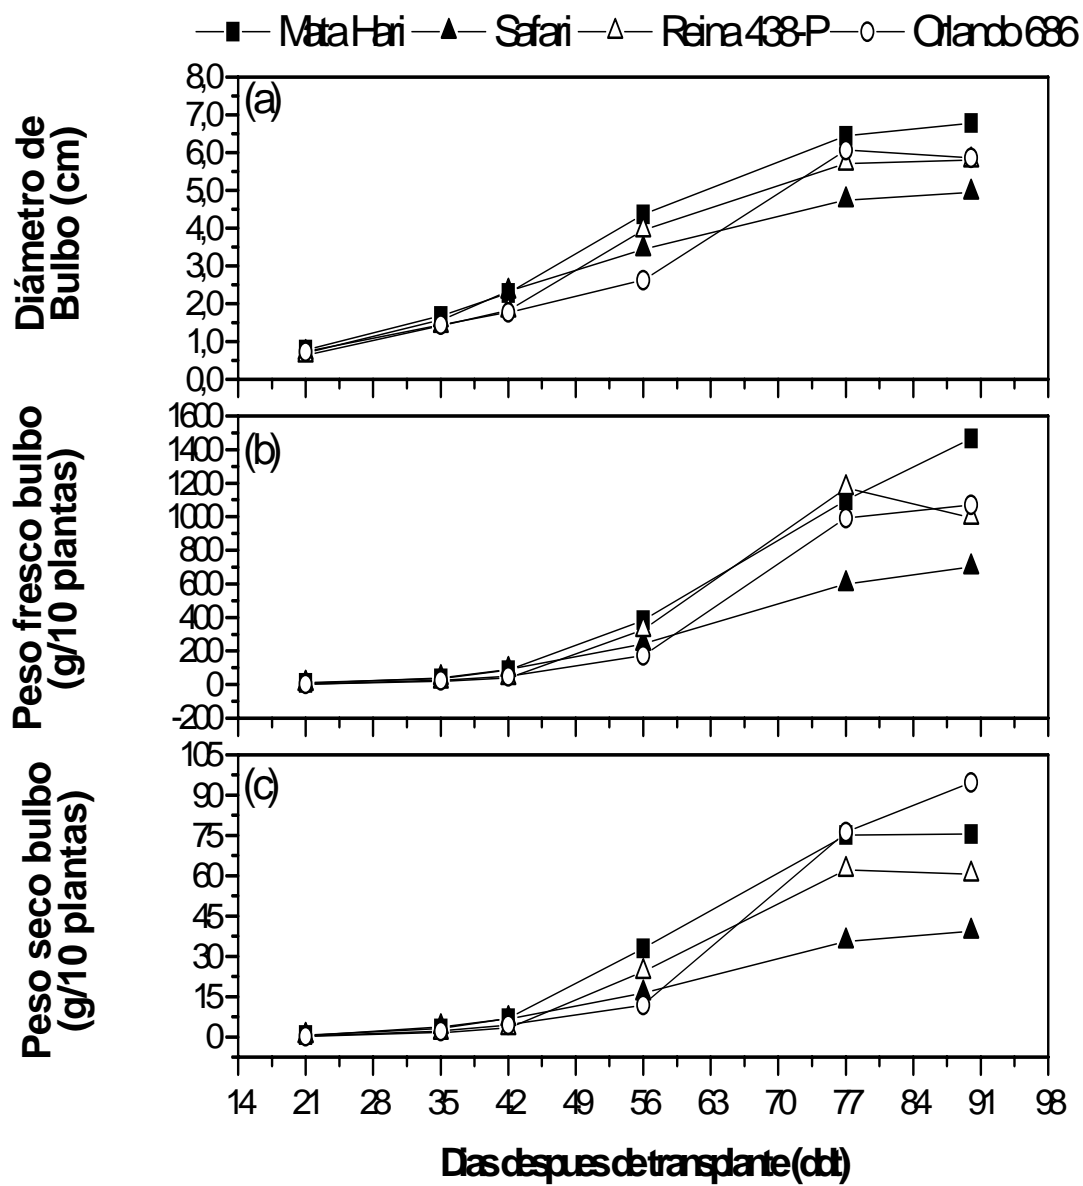 Mata Hari Safari Reina 438-P Orlando 686
(a)
Diámetro de
Bulbo (cm)
8,0
7,0
6,0
5,0
4,0
3,0
2,0
1,0
0,0
(b)
Peso fresco bulbo
(g/10 plantas)
1600
1400
1200
1000
800
600
400
200
0
-200
(c)
Peso seco bulbo
(g/10 plantas)
105
90
75
60
45
30
15
0
14 21 28 35 42 49 56 63 70 77 84 91 98
Dias despues de transplante (ddt)